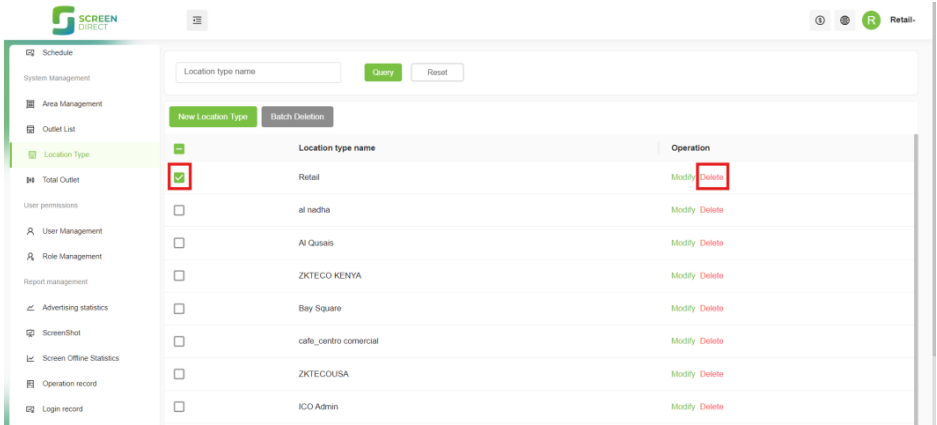 SCREEN
DIRECT
R
Retail-
Schedule
System Management
Area Management
Outlet List
Location Type
Total Outlet
User permissions
User Management
Role Management
Report management
Advertising statistics
ScreenShot
Screen Offline Statistics
Operation record
Login record
Location type name
Query
Reset
New Location Type
Batch Deletion
Location type name
Operation
Retail
Modify Delete
al nadha
Modify Delete
Al Qusais
Modify Delete
ZKTECO KENYA
Modify Delete
Bay Square
Modify Delete
cafe_centro comercial
Modify Delete
ZKTECOUSA
Modify Delete
ICO Admin
Modify Delete